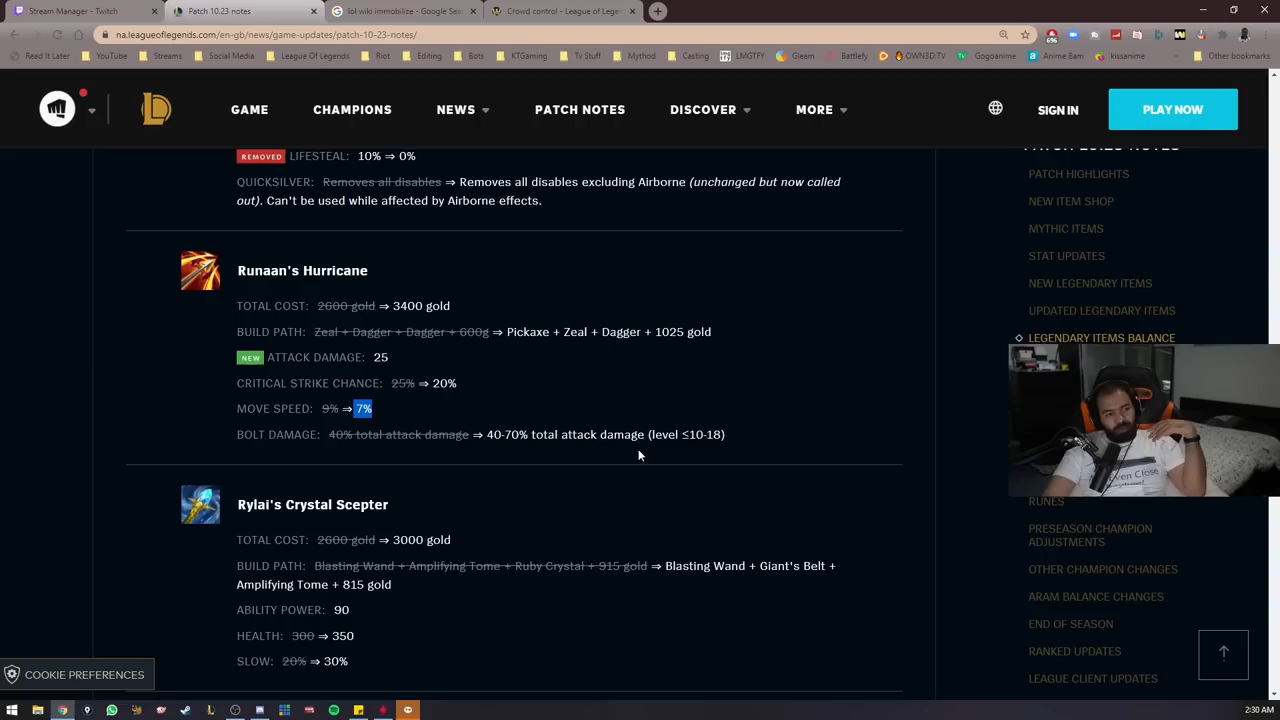 Stream Manager - Twitch
Patch 10.23 notes
lol wiki immobilize - Google Sea
Crowd control - League of Legen
na.leagueoflegends.com/en-gb/news/game-updates/patch-10-23-notes/
696
Read It Later
YouTube
Streams
Social Media
League Of Legends
Riot
Editing
Bots
KTGaming
Tv Stuff
Mythod
Casting
LMGTFY
Gleam
Battlefy
OWN3D:TV
Gogoanime
Anime Bam
kissanime
Other bookmarks
GAME
CHAMPIONS
NEWS
PATCH NOTES
DISCOVER
MORE
SIGN IN
PLAY NOW
REMOVED LIFESTEAL: 10% ⇒ 0%
QUICKSILVER: Removes all disables ⇒ Removes all disables excluding Airborne (unchanged but now called
out). Can't be used while affected by Airborne effects.
Runaan's Hurricane
TOTAL COST: 2600 gold ⇒ 3400 gold
BUILD PATH: Zeal + Dagger + Dagger + 600g ⇒ Pickaxe + Zeal + Dagger + 1025 gold
NEW ATTACK DAMAGE: 25
CRITICAL STRIKE CHANCE: 25% ⇒ 20%
MOVE SPEED: 9% ⇒ 7%
BOLT DAMAGE: 40% total attack damage ⇒ 40-70% total attack damage (level ≤10-18)
Rylai's Crystal Scepter
TOTAL COST: 2600 gold ⇒ 3000 gold
BUILD PATH: Blasting Wand + Amplifying Tome + Ruby Crystal + 915 gold ⇒ Blasting Wand + Giant's Belt +
Amplifying Tome + 815 gold
ABILITY POWER: 90
HEALTH: 300 ⇒ 350
SLOW: 20% ⇒ 30%
PATCH 10.23 NOTES
PATCH HIGHLIGHTS
NEW ITEM SHOP
MYTHIC ITEMS
STAT UPDATES
NEW LEGENDARY ITEMS
UPDATED LEGENDARY ITEMS
LEGENDARY ITEMS BALANCE
RUNES
PRESEASON CHAMPION
ADJUSTMENTS
OTHER CHAMPION CHANGES
ARAM BALANCE CHANGES
END OF SEASON
RANKED UPDATES
LEAGUE CLIENT UPDATES
COOKIE PREFERENCES
2:30 AM